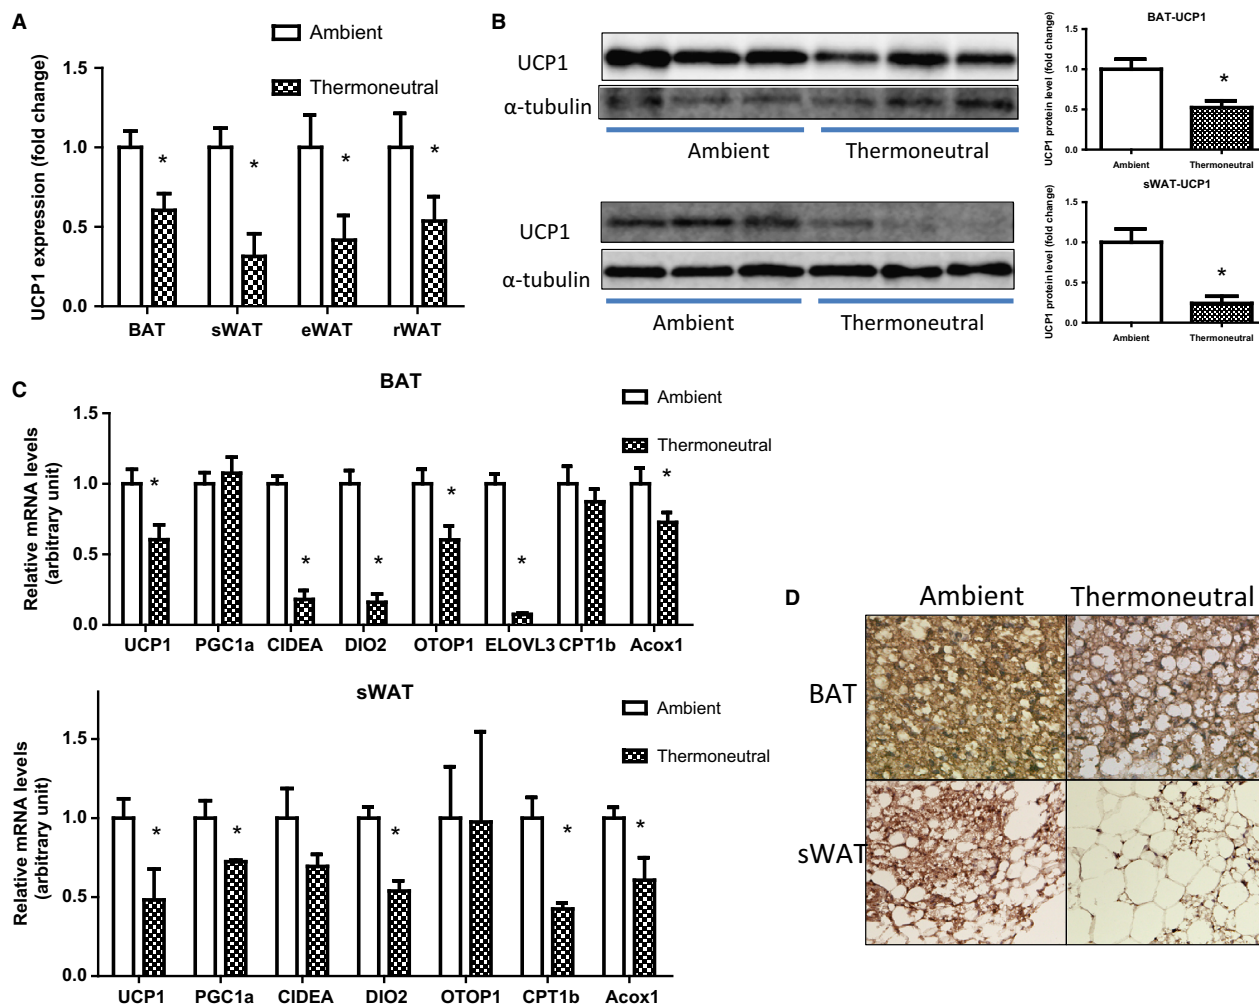 A
Ambient
Thermoneutral
UCP1 expression (fold change)
1.5
1.0
0.5
0.0
* * * *
BAT sWAT eWAT rWAT
B
UCP1
α-tubulin
Ambient Thermoneutral
UCP1
α-tubulin
Ambient Thermoneutral
BAT-UCP1
UCP1 protein level (fold change)
1.5
1.0
0.5
0.0
*
Ambient Thermoneutral
sWAT-UCP1
UCP1 protein level (fold change)
1.5
1.0
0.5
0.0
*
Ambient Thermoneutral
C
BAT
Ambient
Thermoneutral
Relative mRNA levels
(arbitrary unit)
1.5
1.0
0.5
0.0
* * * * * *
UCP1 PGC1a CIDEA DIO2 OTOP1 ELOVL3 CPT1b Acox1
sWAT
Ambient
Thermoneutral
Relative mRNA levels
(arbitrary unit)
1.5
1.0
0.5
0.0
* * * * *
UCP1 PGC1a CIDEA DIO2 OTOP1 CPT1b Acox1
D
Ambient Thermoneutral
BAT
sWAT